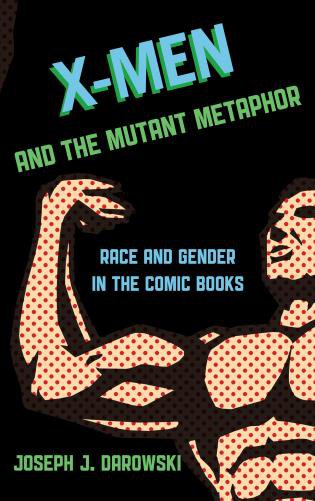 X-MEN
AND THE MUTANT METAPHOR
RACE AND GENDER
IN THE COMIC BOOKS
JOSEPH J. DAROWSKI